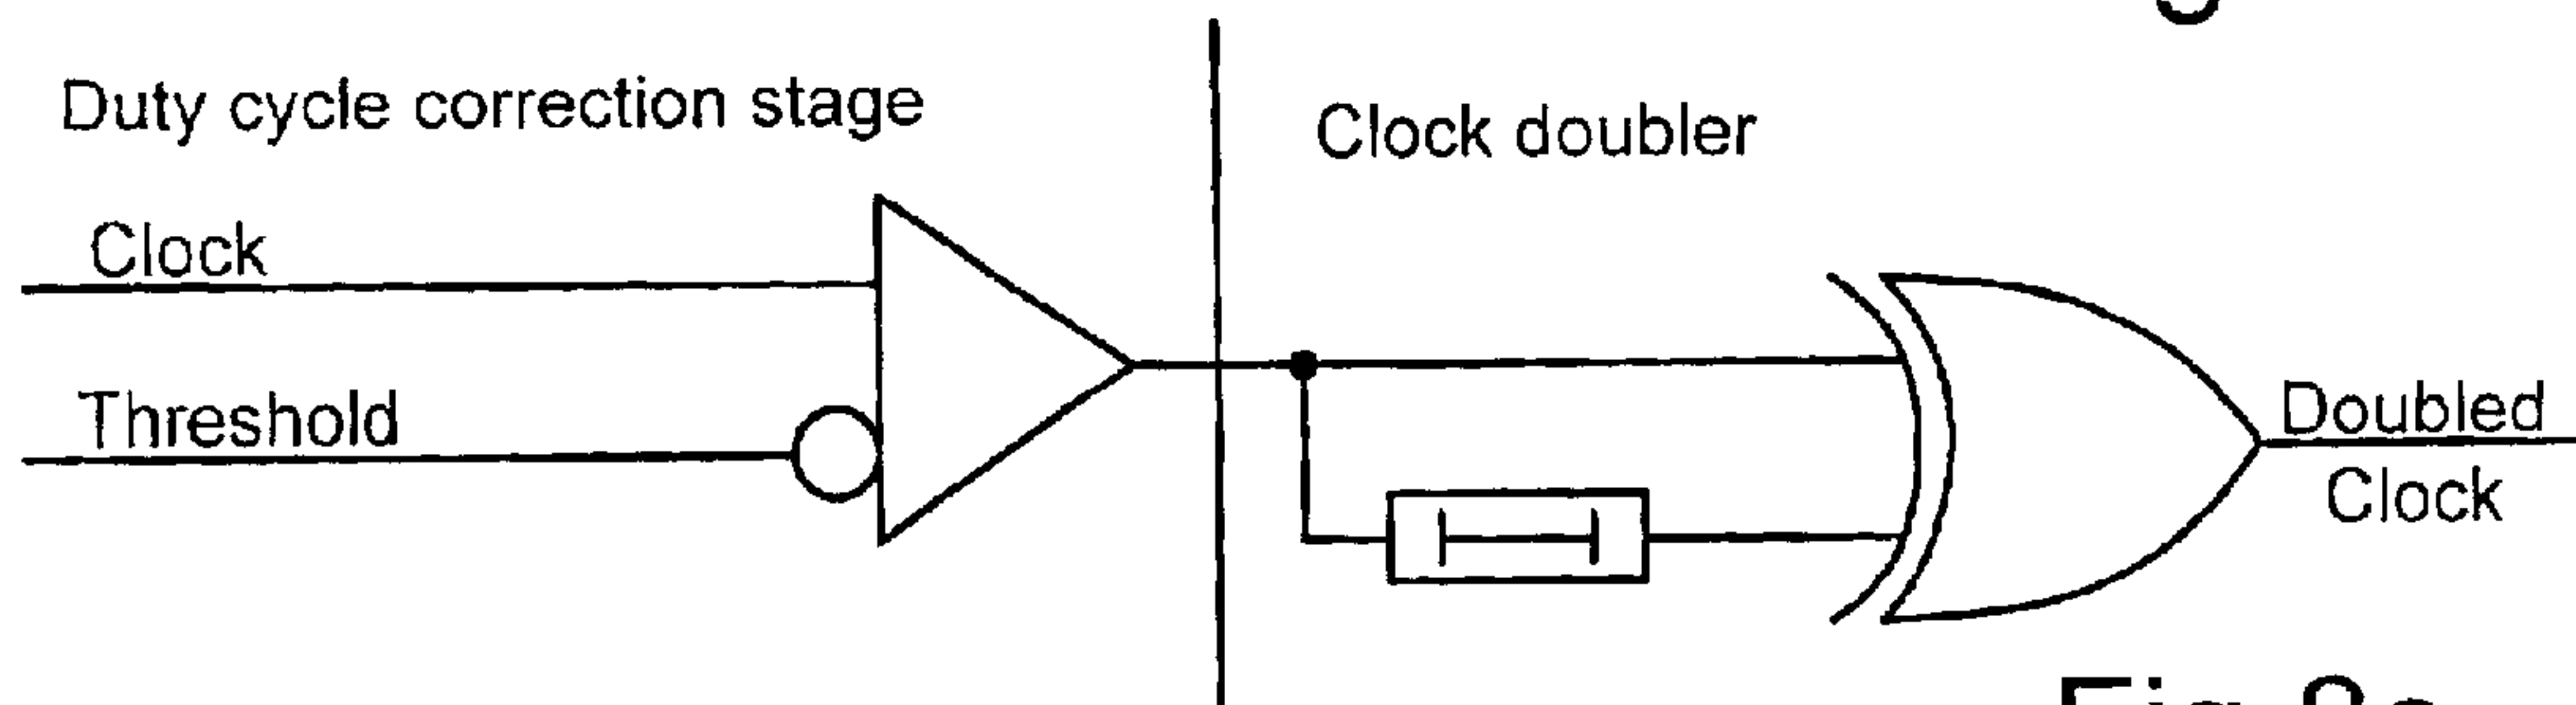 Duty cycle correction stage
Clock doubler
Clock
Threshold
Doubled
Clock